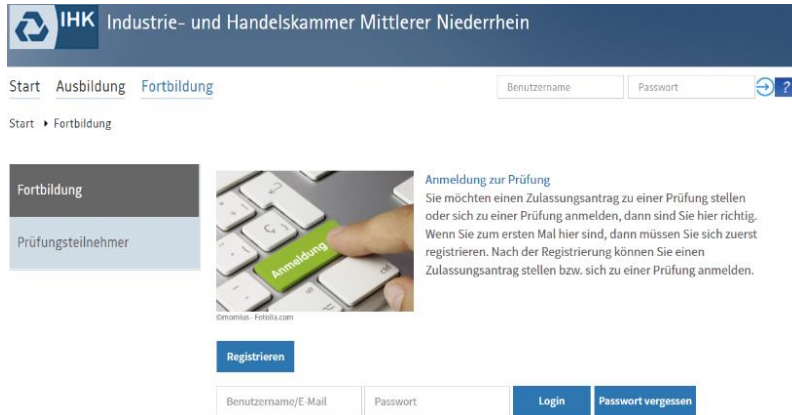 IHK Industrie- und Handelskammer Mittlerer Niederrhein
Start Ausbildung Fortbildung
Benutzername Passwort ?
Start Fortbildung
Fortbildung
Prüfungsteilnehmer
Anmeldung
©momius - Fotolia.com
Anmeldung zur Prüfung
Sie möchten einen Zulassungsantrag zu einer Prüfung stellen
oder sich zu einer Prüfung anmelden, dann sind Sie hier richtig.
Wenn Sie zum ersten Mal hier sind, dann müssen Sie sich zuerst
registrieren. Nach der Registrierung können Sie einen
Zulassungsantrag stellen bzw. sich zu einer Prüfung anmelden.
Registrieren
Benutzername/E-Mail Passwort Login Passwort vergessen